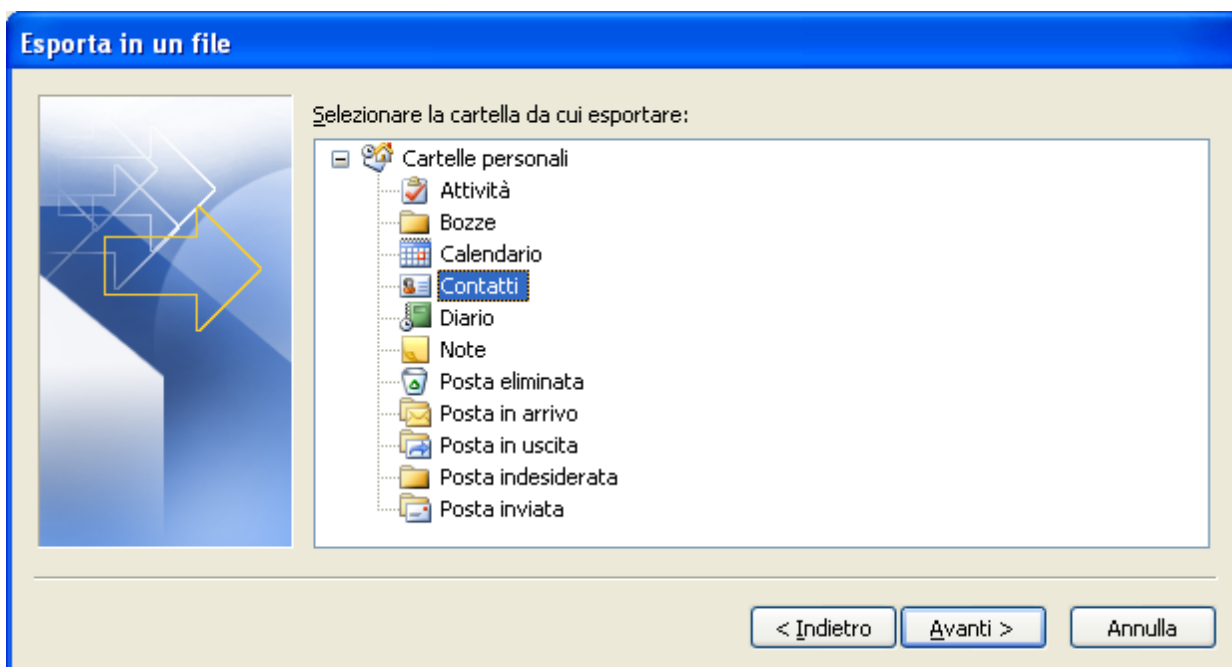 Esporta in un file
Selezionare la cartella da cui esportare:
Cartelle personali
Attività
Bozze
Calendario
Contatti
Diario
Note
Posta eliminata
Posta in arrivo
Posta in uscita
Posta indesiderata
Posta inviata
< Indietro Avanti > Annulla